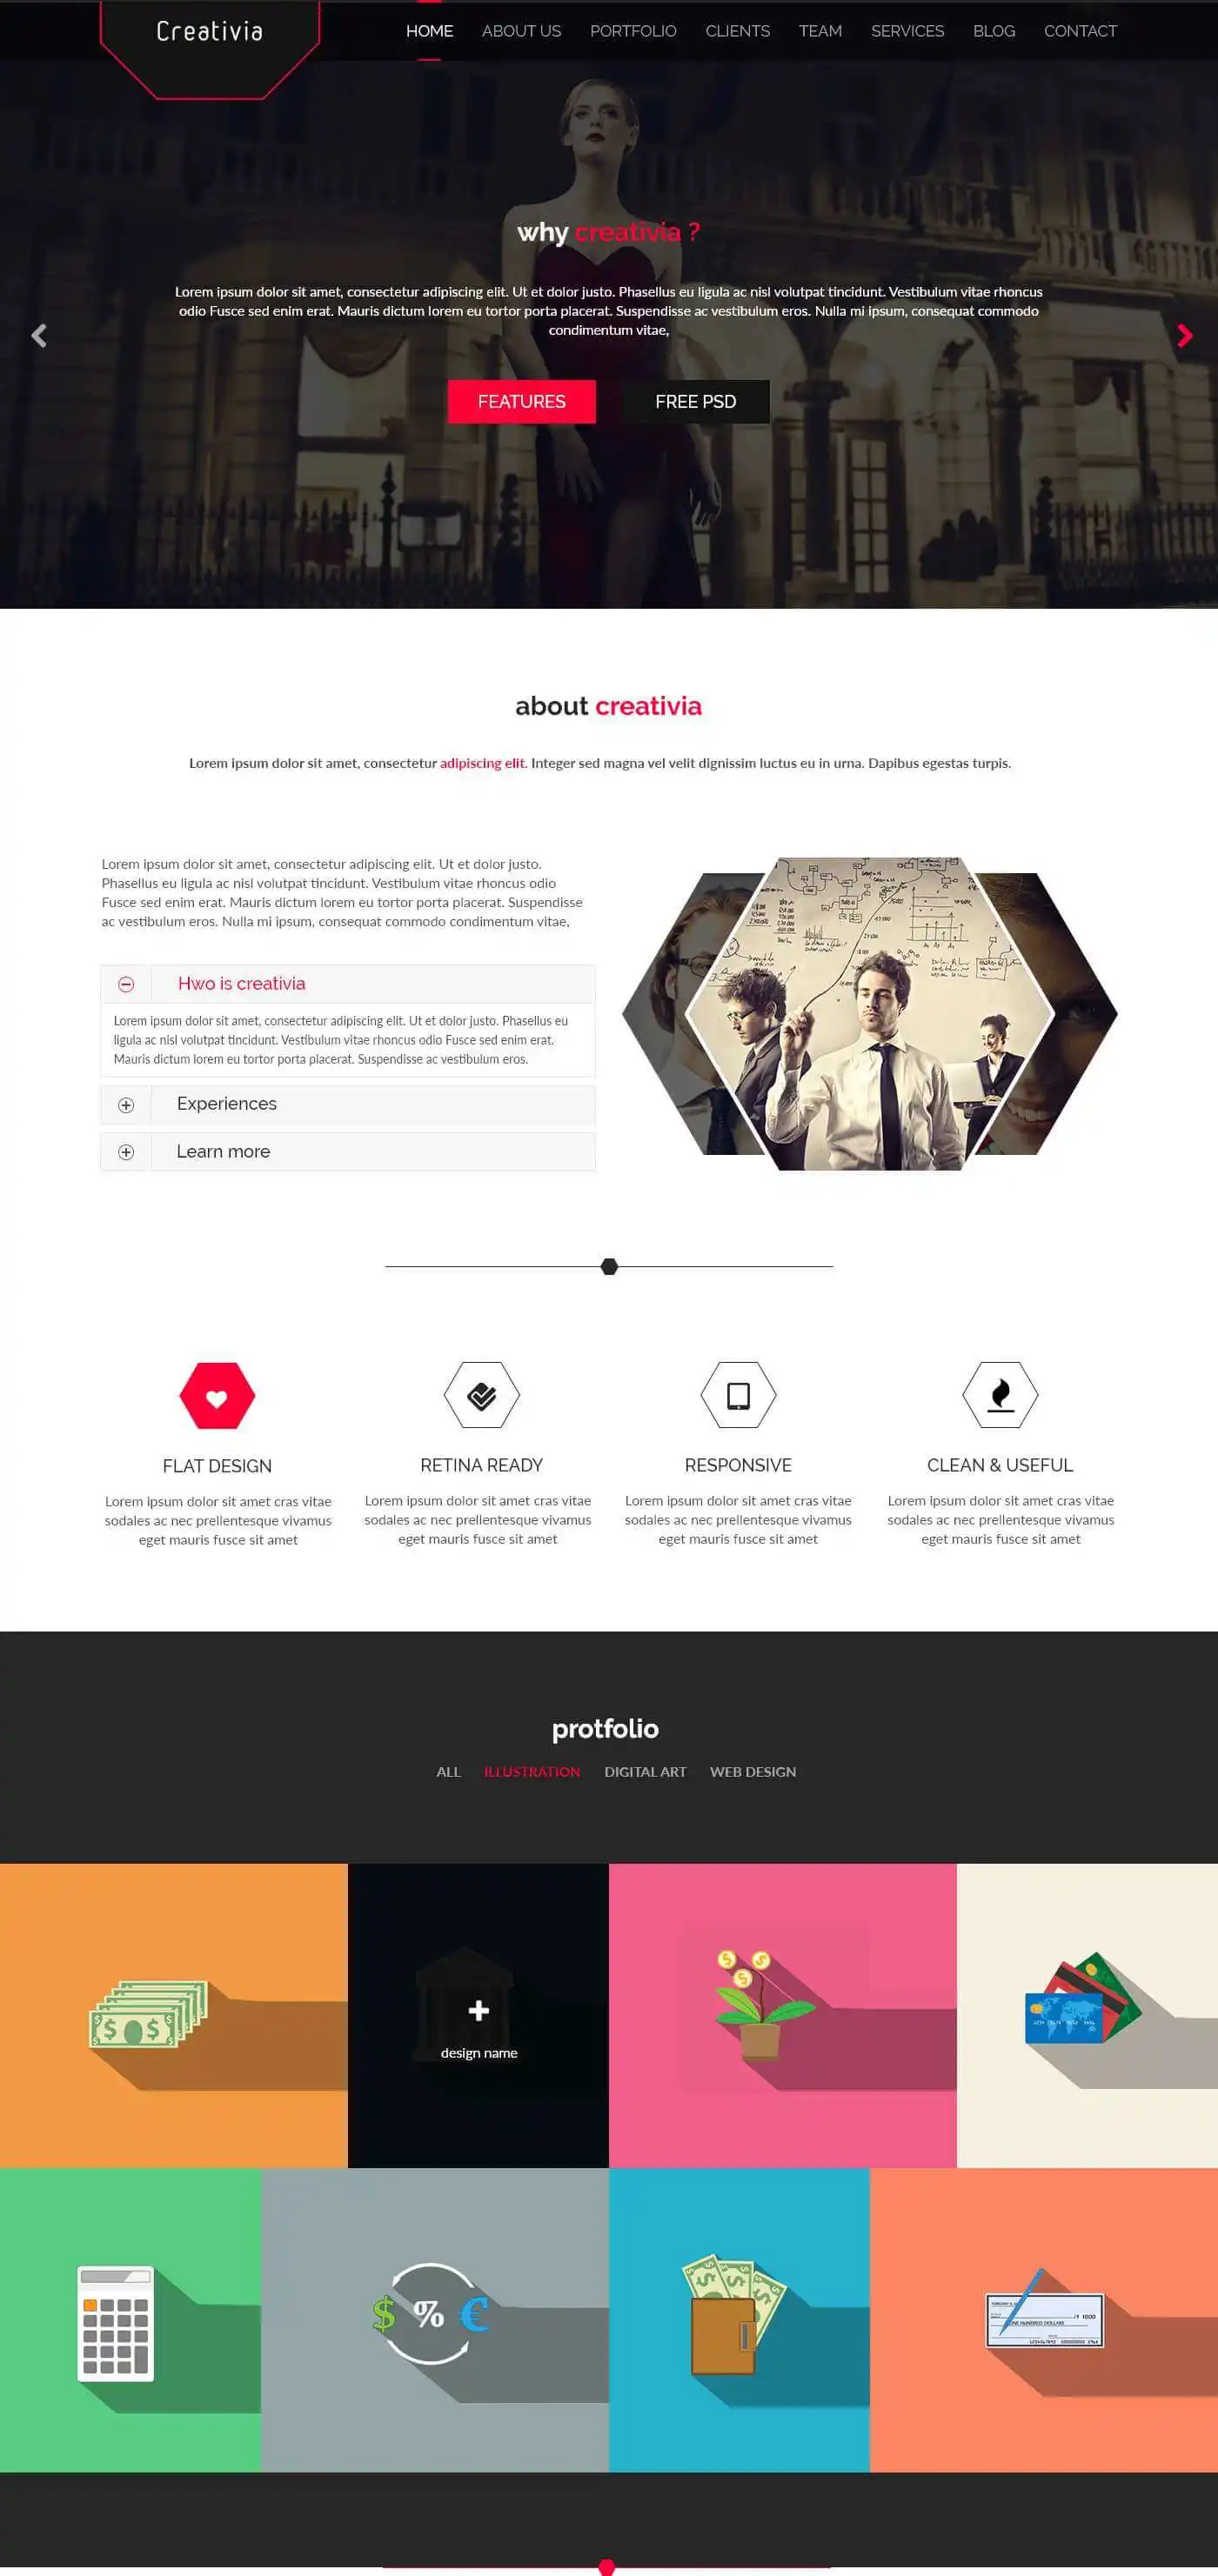 Creativia
HOME ABOUT US PORTFOLIO CLIENTS TEAM SERVICES BLOG CONTACT
why creativia ?
Lorem ipsum dolor sit amet, consectetur adipiscing elit. Ut et dolor justo. Phasellus eu ligula ac nisl volutpat tincidunt. Vestibulum vitae rhoncus
odio Fusce sed enim erat. Mauris dictum lorem eu tortor porta placerat. Suspendisse ac vestibulum eros. Nulla mi ipsum, consequat commodo
condimentum vitae,
FEATURES FREE PSD
about creativia
Lorem ipsum dolor sit amet, consectetur adipiscing elit. Integer sed magna vel velit dignissim luctus eu in urna. Dapibus egestas turpis.
Lorem ipsum dolor sit amet, consectetur adipiscing elit. Ut et dolor justo.
Phasellus eu ligula ac nisl volutpat tincidunt. Vestibulum vitae rhoncus odio
Fusce sed enim erat. Mauris dictum lorem eu tortor porta placerat. Suspendisse
ac vestibulum eros. Nulla mi ipsum, consequat commodo condimentum vitae,
Hwo is creativia
Lorem ipsum dolor sit amet, consectetur adipiscing elit. Ut et dolor justo. Phasellus eu
ligula ac nisl volutpat tincidunt. Vestibulum vitae rhoncus odio Fusce sed enim erat.
Mauris dictum lorem eu tortor porta placerat. Suspendisse ac vestibulum eros.
Experiences
Learn more
FLAT DESIGN
Lorem ipsum dolor sit amet cras vitae
sodales ac nec prellentesque vivamus
eget mauris fusce sit amet
RETINA READY
Lorem ipsum dolor sit amet cras vitae
sodales ac nec prellentesque vivamus
eget mauris fusce sit amet
RESPONSIVE
Lorem ipsum dolor sit amet cras vitae
sodales ac nec prellentesque vivamus
eget mauris fusce sit amet
CLEAN & USEFUL
Lorem ipsum dolor sit amet cras vitae
sodales ac nec prellentesque vivamus
eget mauris fusce sit amet
protfolio
ALL ILLUSTRATION DIGITAL ART WEB DESIGN
$ $
design name
$ % €
1000
ONE HUNDRED DOLLARS